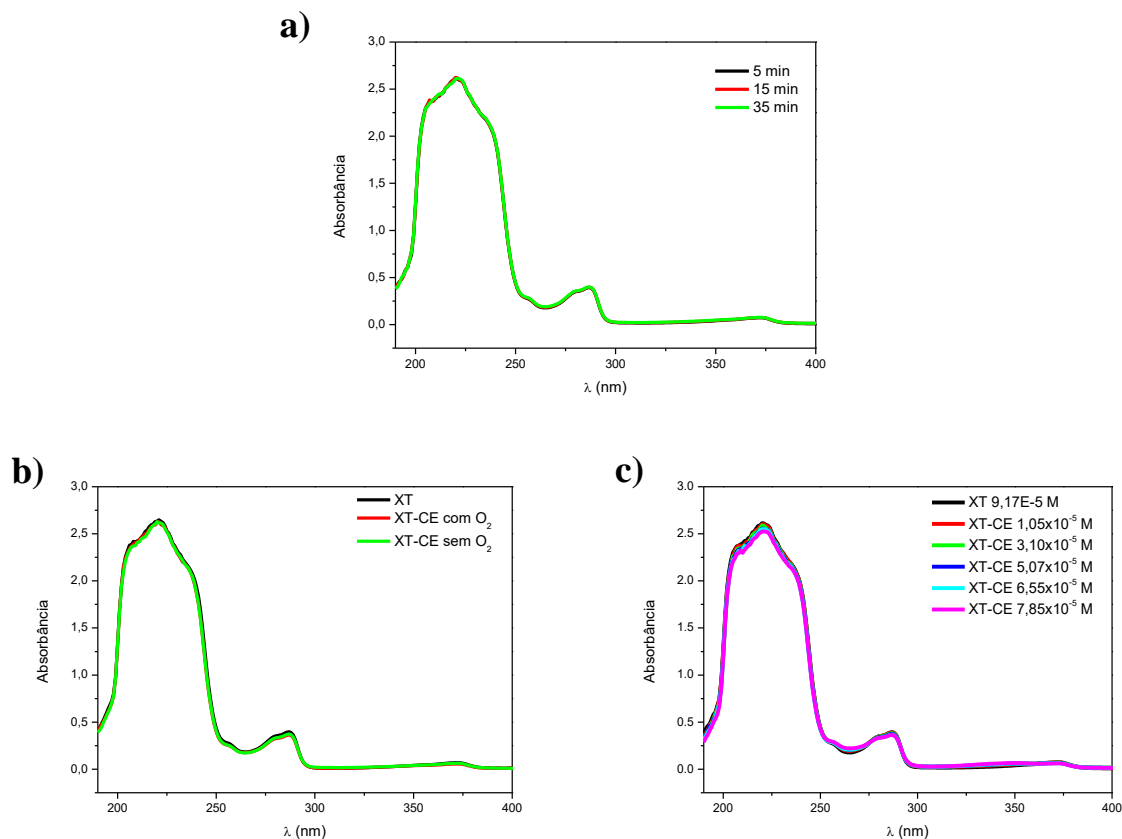 a)
3,0
2,5
2,0
1,5
1,0
0,5
0,0
Absorbância
5 min
15 min
35 min
200 250 300 350 400
λ (nm)
b)
3,0
2,5
2,0
1,5
1,0
0,5
0,0
Absorbância
XT
XT-CE com O₂
XT-CE sem O₂
200 250 300 350 400
λ (nm)
c)
3,0
2,5
2,0
1,5
1,0
0,5
0,0
Absorbância
XT 9,17E-5 M
XT-CE 1,05x10⁻⁵ M
XT-CE 3,10x10⁻⁵ M
XT-CE 5,07x10⁻⁵ M
XT-CE 6,55x10⁻⁵ M
XT-CE 7,85x10⁻⁵ M
200 250 300 350 400
λ (nm)